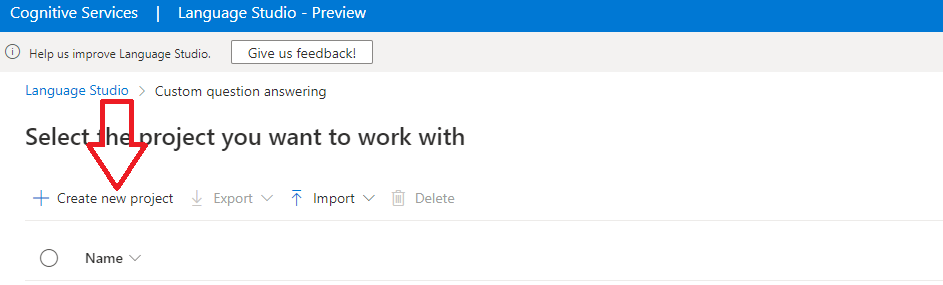 Cognitive Services | Language Studio - Preview
Help us improve Language Studio. Give us feedback!
Language Studio > Custom question answering
Select the project you want to work with
+ Create new project Export Import Delete
Name